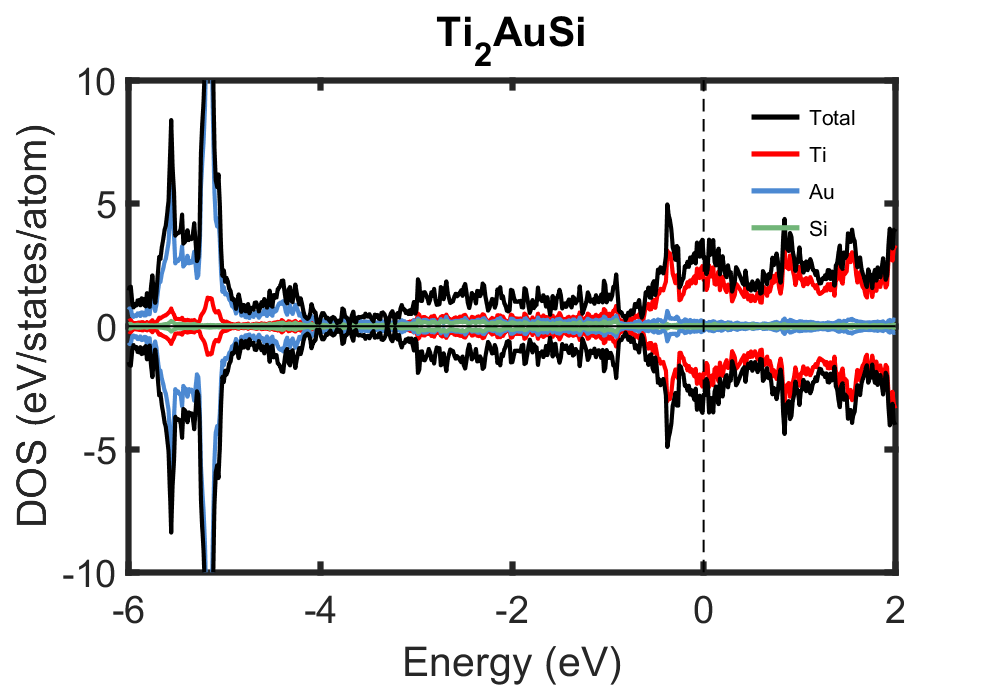 Ti2AuSi
10
5
0
-5
-10
DOS (eV/states/atom)
Total
Ti
Au
Si
-6
-4
-2
0
2
Energy (eV)